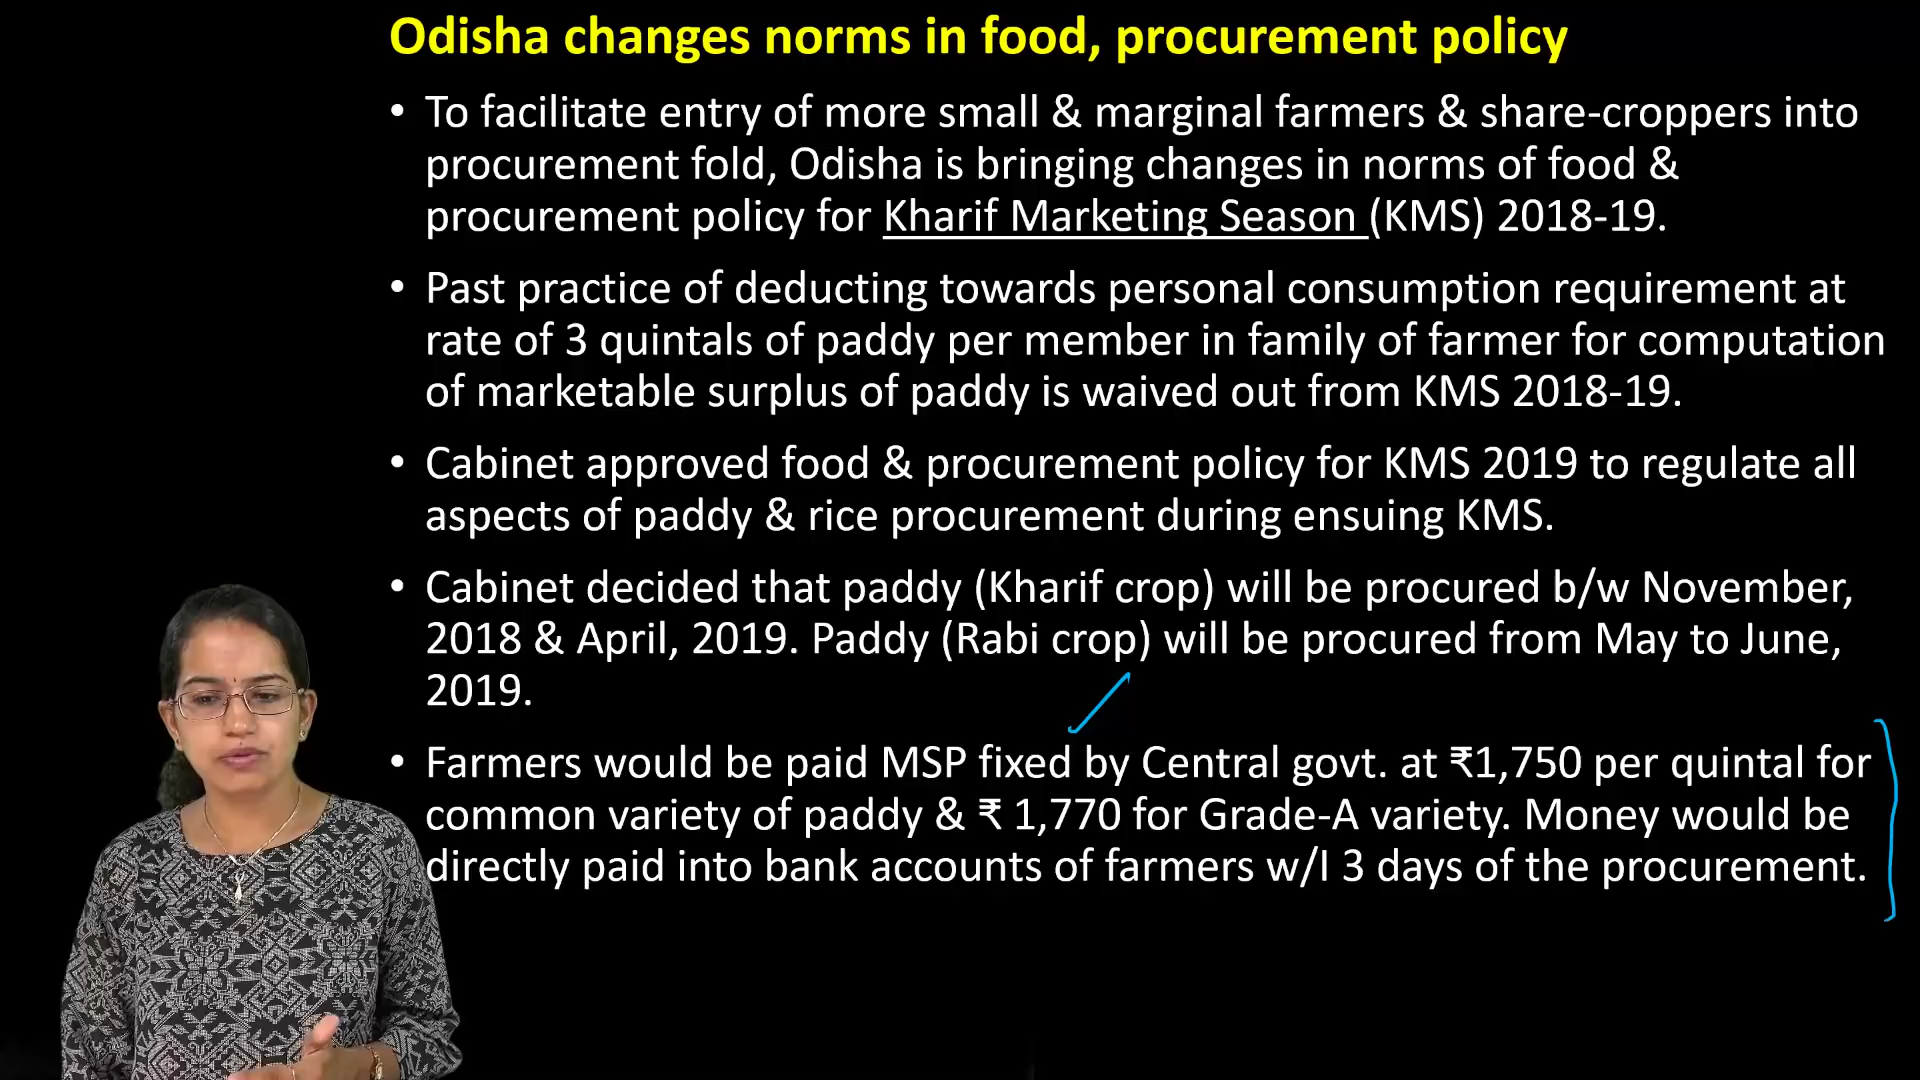 Odisha changes norms in food, procurement policy
• To facilitate entry of more small & marginal farmers & share-croppers into
procurement fold, Odisha is bringing changes in norms of food &
procurement policy for Kharif Marketing Season (KMS) 2018-19.
• Past practice of deducting towards personal consumption requirement at
rate of 3 quintals of paddy per member in family of farmer for computation
of marketable surplus of paddy is waived out from KMS 2018-19.
• Cabinet approved food & procurement policy for KMS 2019 to regulate all
aspects of paddy & rice procurement during ensuing KMS.
• Cabinet decided that paddy (Kharif crop) will be procured b/w November,
2018 & April, 2019. Paddy (Rabi crop) will be procured from May to June,
2019.
• Farmers would be paid MSP fixed by Central govt. at ₹1,750 per quintal for
common variety of paddy & ₹ 1,770 for Grade-A variety. Money would be
directly paid into bank accounts of farmers w/I 3 days of the procurement.